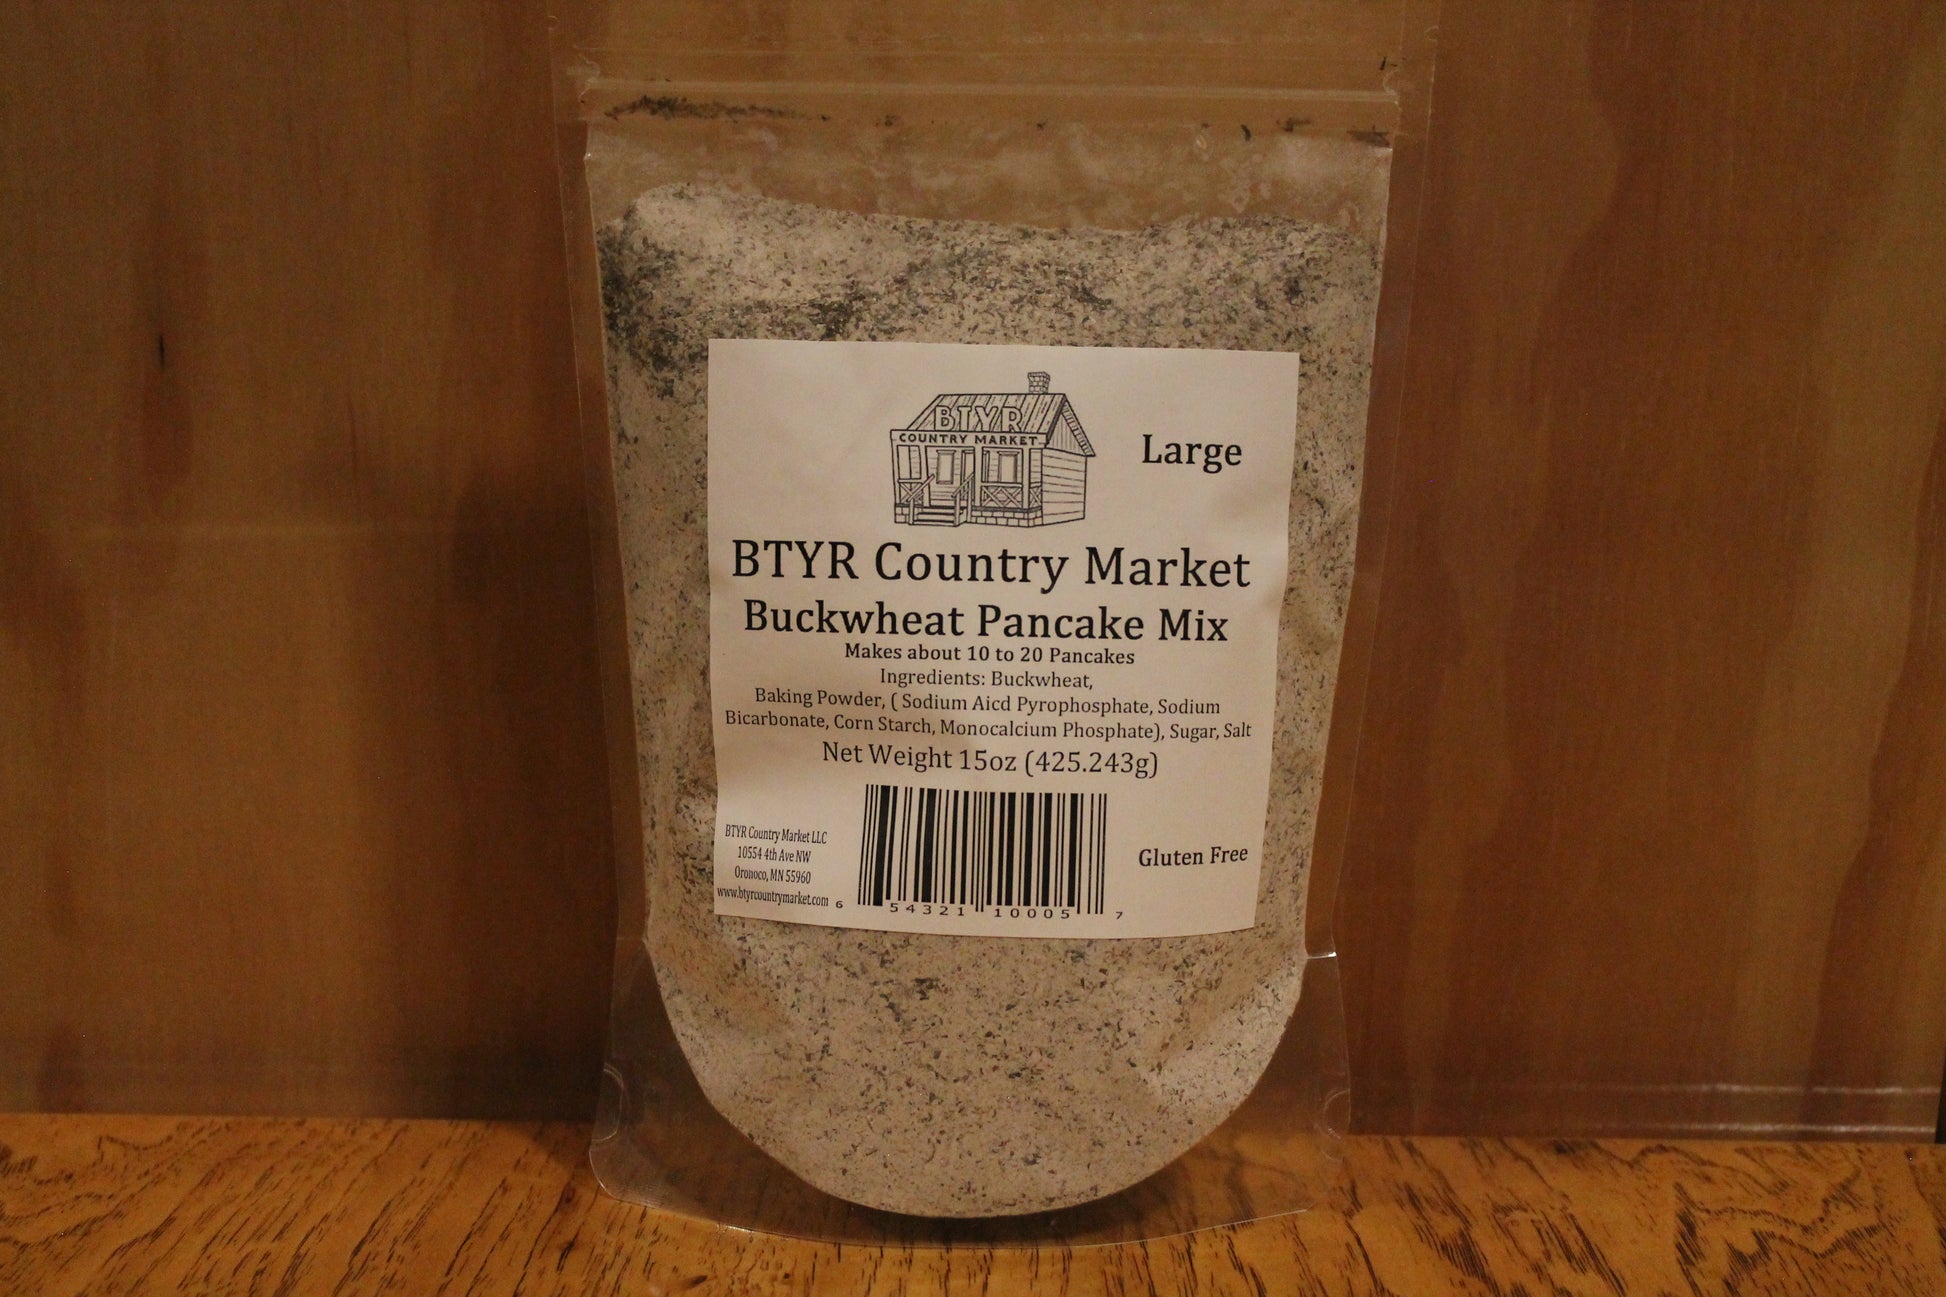 BTYR
COUNTRY MARKET
Large
BTYR Country Market
Buckwheat Pancake Mix
Makes about 10 to 20 Pancakes
Ingredients: Buckwheat,
Baking Powder, ( Sodium Aicd Pyrophosphate, Sodium
Bicarbonate, Corn Starch, Monocalcium Phosphate), Sugar, Salt
Net Weight 15oz (425.243g)
BTYR Country Market LLC
10554 4th Ave NW
Oronoco, MN 55960
www.btyrcountrymarket.com
6 54321 10005 7
Gluten Free